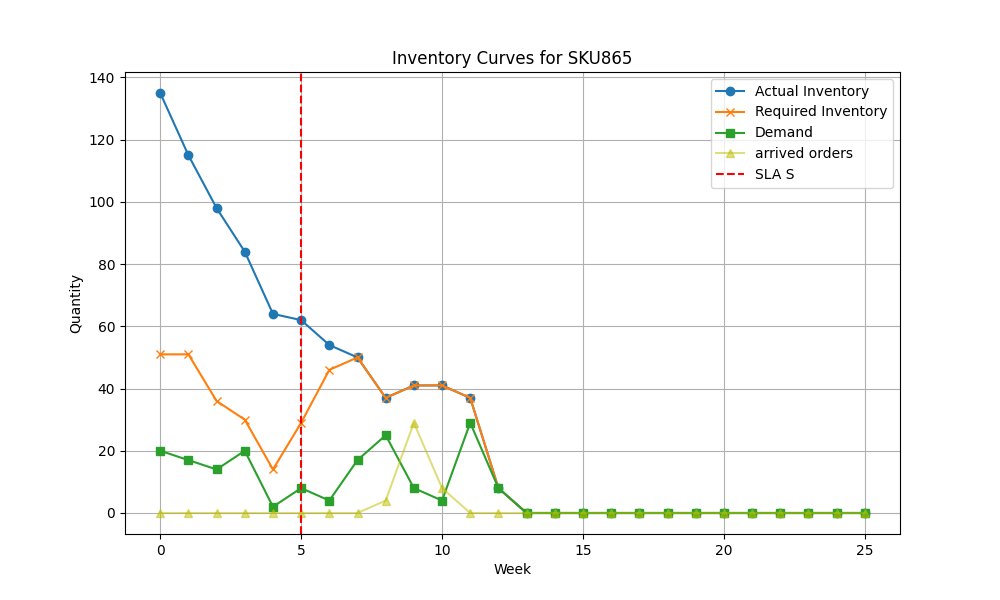 Inventory Curves for SKU865
Actual Inventory
Required Inventory
Demand
arrived orders
SLA S
Quantity
140
120
100
80
60
40
20
0
0 5 10 15 20 25
Week